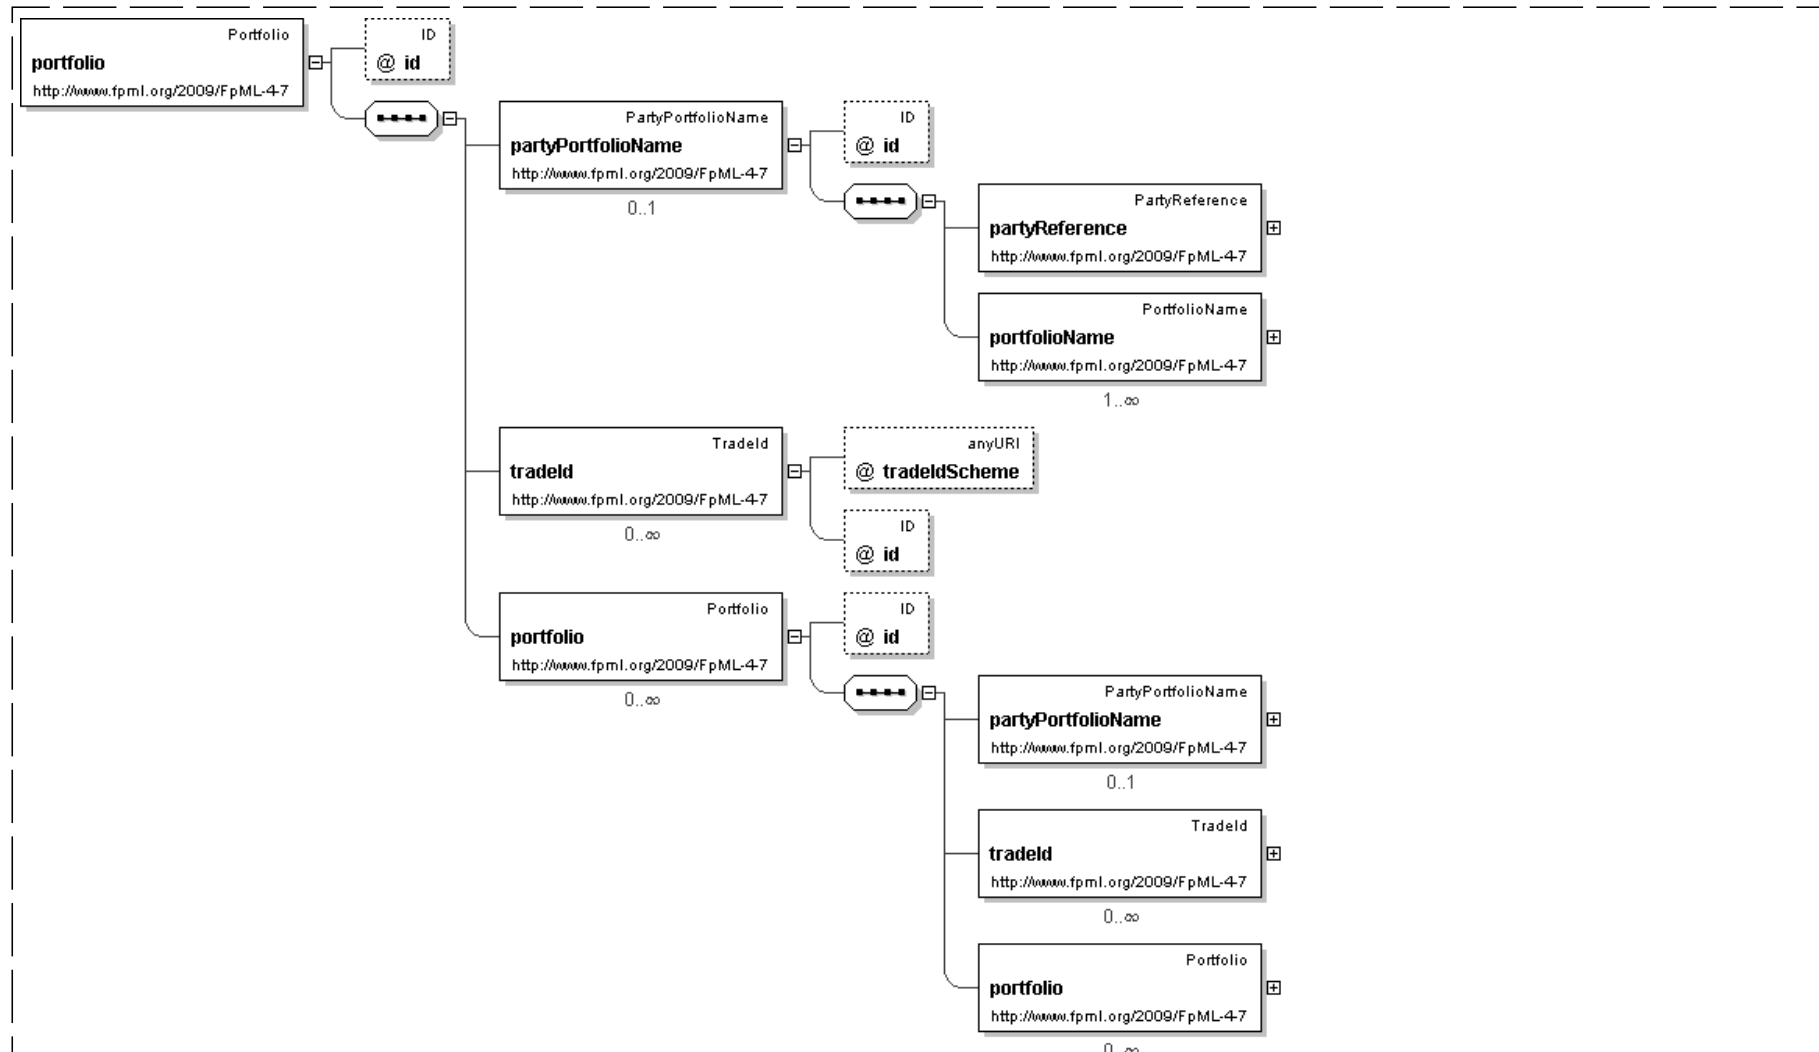 Portfolio
portfolio
http://www.fpml.org/2009/FpML-4-7
ID
@ id
PartyPortfolioName
partyPortfolioName
http://www.fpml.org/2009/FpML-4-7
0..1
ID
@ id
PartyReference
partyReference
http://www.fpml.org/2009/FpML-4-7
PortfolioName
portfolioName
http://www.fpml.org/2009/FpML-4-7
1..∞
TradeId
tradeId
http://www.fpml.org/2009/FpML-4-7
0..∞
anyURI
@ tradeIdScheme
ID
@ id
Portfolio
portfolio
http://www.fpml.org/2009/FpML-4-7
0..∞
ID
@ id
PartyPortfolioName
partyPortfolioName
http://www.fpml.org/2009/FpML-4-7
0..1
TradeId
tradeId
http://www.fpml.org/2009/FpML-4-7
0..∞
Portfolio
portfolio
http://www.fpml.org/2009/FpML-4-7
0..∞